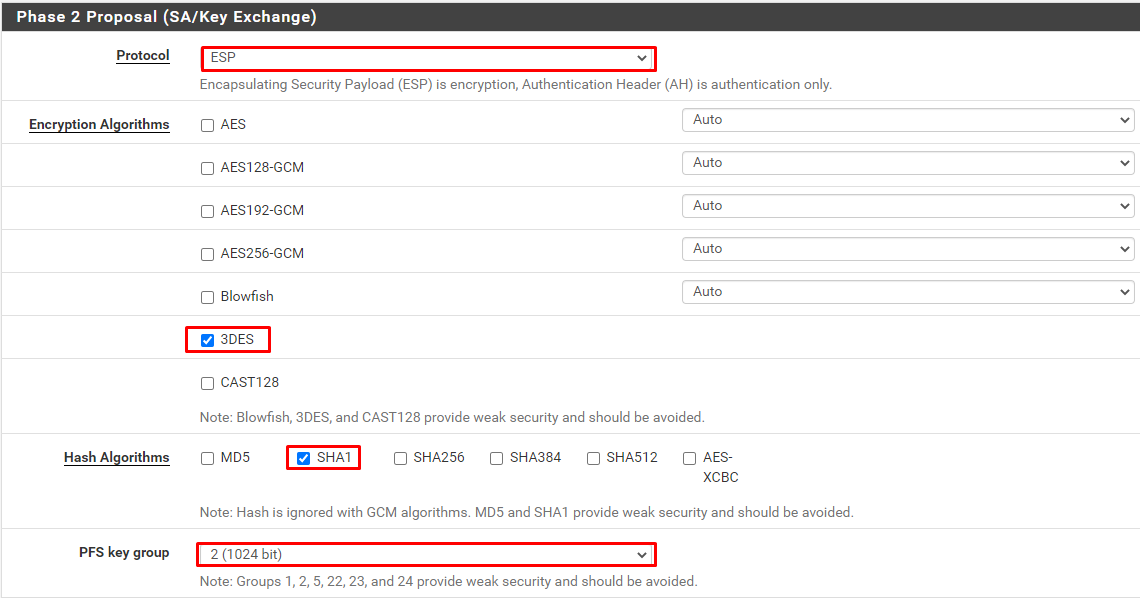 Phase 2 Proposal (SA/Key Exchange)
Protocol
ESP
Encapsulating Security Payload (ESP) is encryption, Authentication Header (AH) is authentication only.
Encryption Algorithms
AES
Auto
AES128-GCM
Auto
AES192-GCM
Auto
AES256-GCM
Auto
Blowfish
Auto
3DES
CAST128
Note: Blowfish, 3DES, and CAST128 provide weak security and should be avoided.
Hash Algorithms
MD5
SHA1
SHA256
SHA384
SHA512
AES-
XCBC
Note: Hash is ignored with GCM algorithms. MD5 and SHA1 provide weak security and should be avoided.
PFS key group
2 (1024 bit)
Note: Groups 1, 2, 5, 22, 23, and 24 provide weak security and should be avoided.